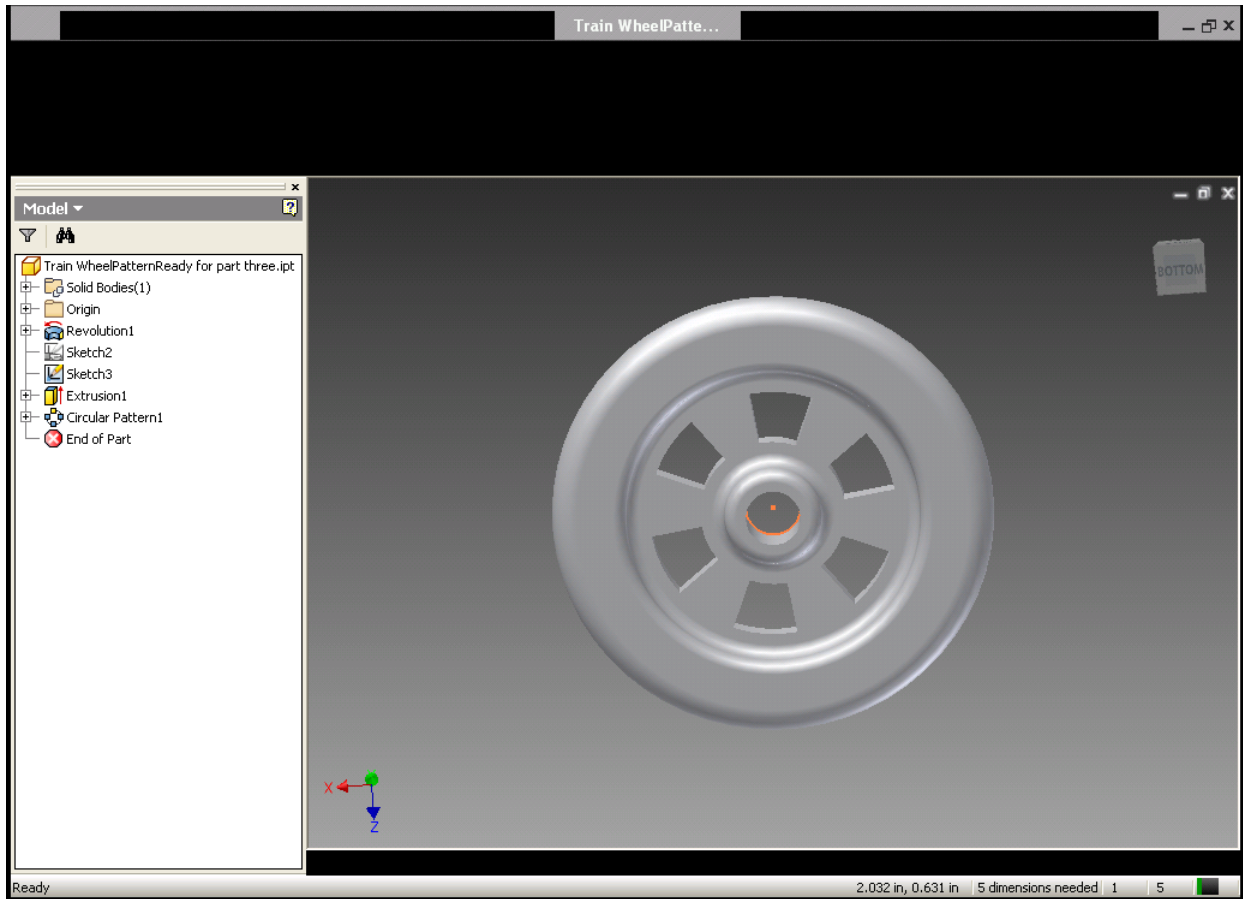 Train WheelPatte...
Model
Train WheelPatternReady for part three.ipt
Solid Bodies(1)
Origin
Revolution1
Sketch2
Sketch3
Extrusion1
Circular Pattern1
End of Part
BOTTOM
X
Z
Ready
2.032 in, 0.631 in 5 dimensions needed 1 5